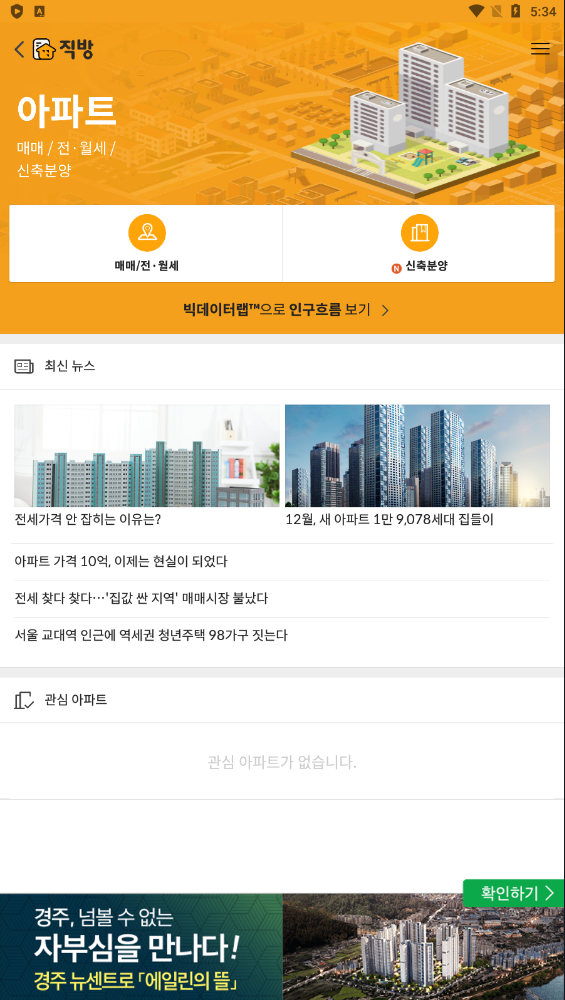 5:34
직방
아파트
매매 / 전·월세 /
신축분양
매매/전·월세
N 신축분양
빅데이터랩™으로 인구흐름 보기
최신 뉴스
전세가격 안 잡히는 이유는?
12월, 새 아파트 1만 9,078세대 집들이
아파트 가격 10억, 이제는 현실이 되었다
전세 찾다 찾다…'집값 싼 지역' 매매시장 불났다
서울 교대역 인근에 역세권 청년주택 98가구 짓는다
관심 아파트
관심 아파트가 없습니다.
확인하기
경주, 넘볼 수 없는
자부심을 만나다!
경주 뉴센트로 「에일린의 뜰」